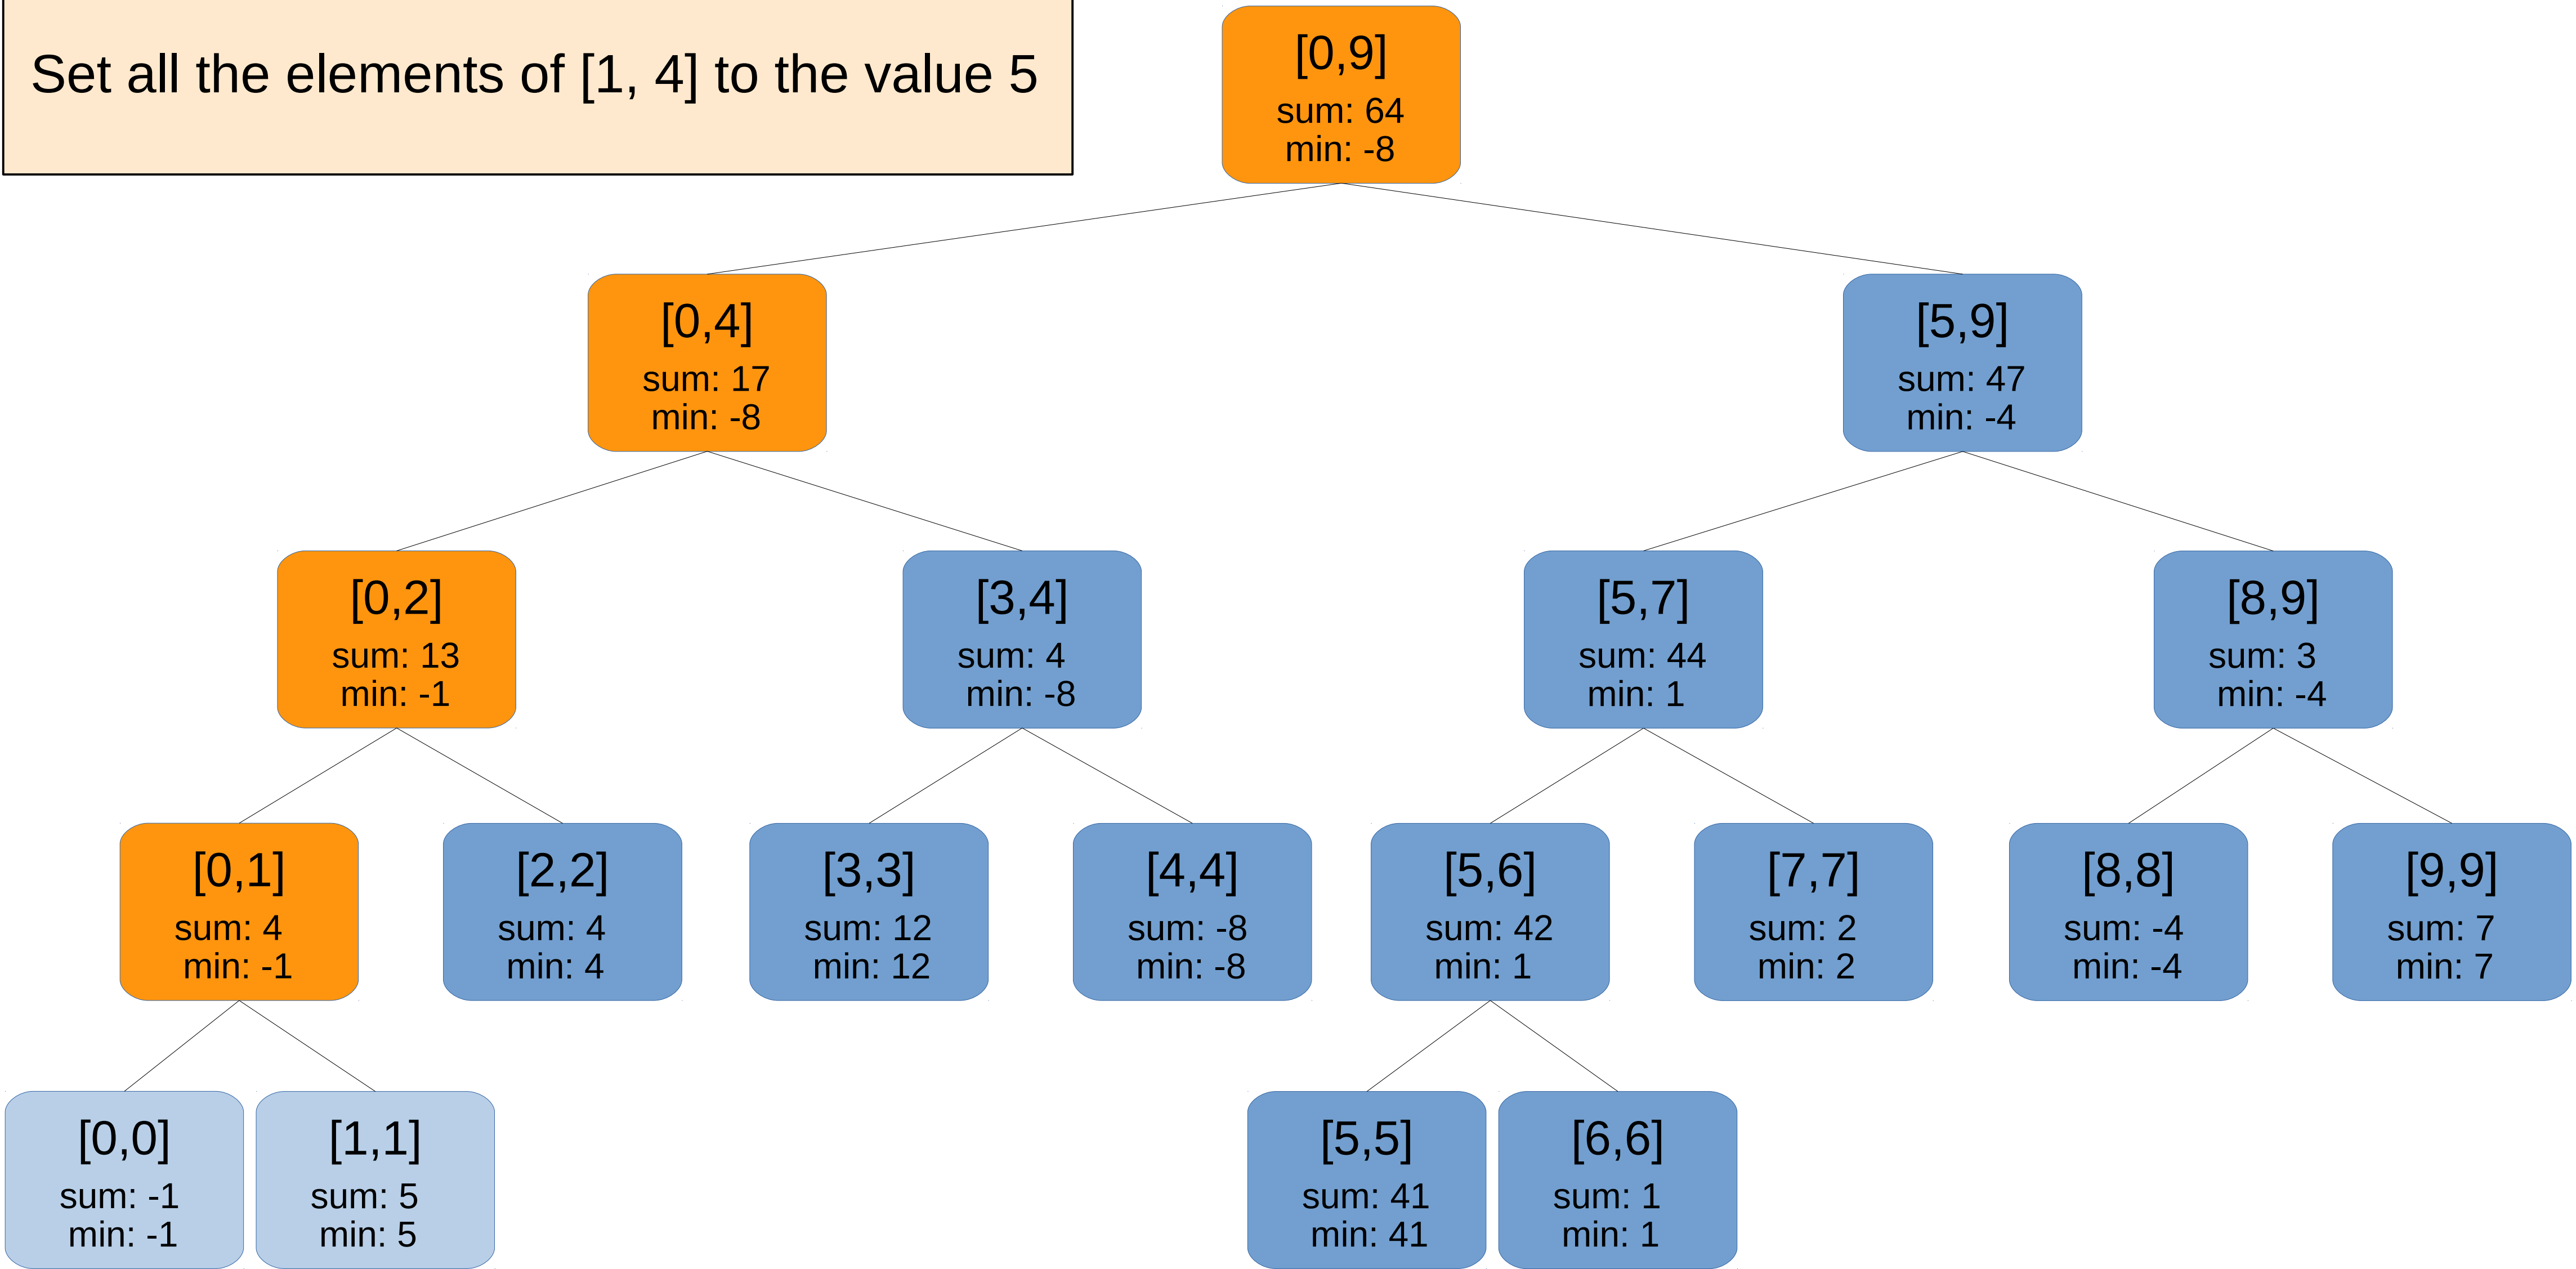 Set all the elements of [1, 4] to the value 5
[0,9]
sum: 64
min: -8
[0,4]
sum: 17
min: -8
[5,9]
sum: 47
min: -4
[0,2]
sum: 13
min: -1
[3,4]
sum: 4
min: -8
[5,7]
sum: 44
min: 1
[8,9]
sum: 3
min: -4
[0,1]
sum: 4
min: -1
[2,2]
sum: 4
min: 4
[3,3]
sum: 12
min: 12
[4,4]
sum: -8
min: -8
[5,6]
sum: 42
min: 1
[7,7]
sum: 2
min: 2
[8,8]
sum: -4
min: -4
[9,9]
sum: 7
min: 7
[0,0]
sum: -1
min: -1
[1,1]
sum: 5
min: 5
[5,5]
sum: 41
min: 41
[6,6]
sum: 1
min: 1